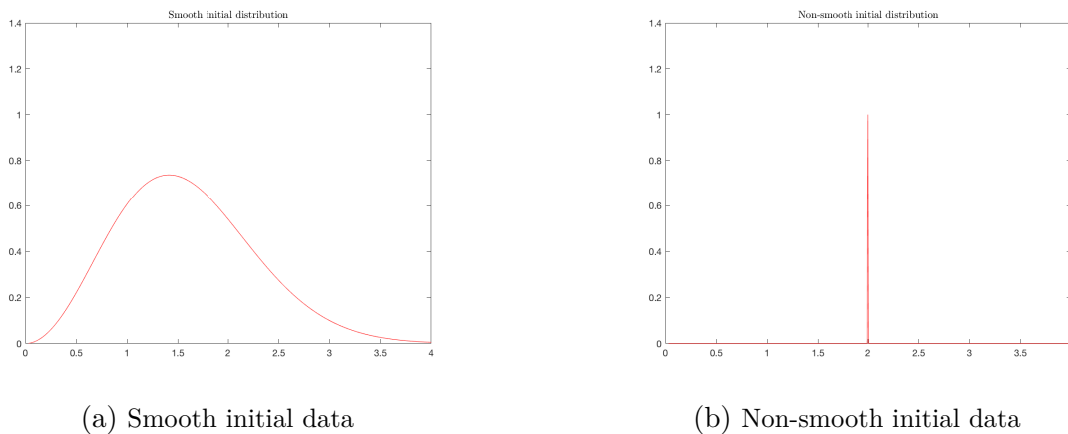 Smooth initial distribution
1.4
1.2
1
0.8
0.6
0.4
0.2
0
0 0.5 1 1.5 2 2.5 3 3.5 4
(a) Smooth initial data
Non-smooth initial distribution
1.4
1.2
1
0.8
0.6
0.4
0.2
0
0 0.5 1 1.5 2 2.5 3 3.5
(b) Non-smooth initial data